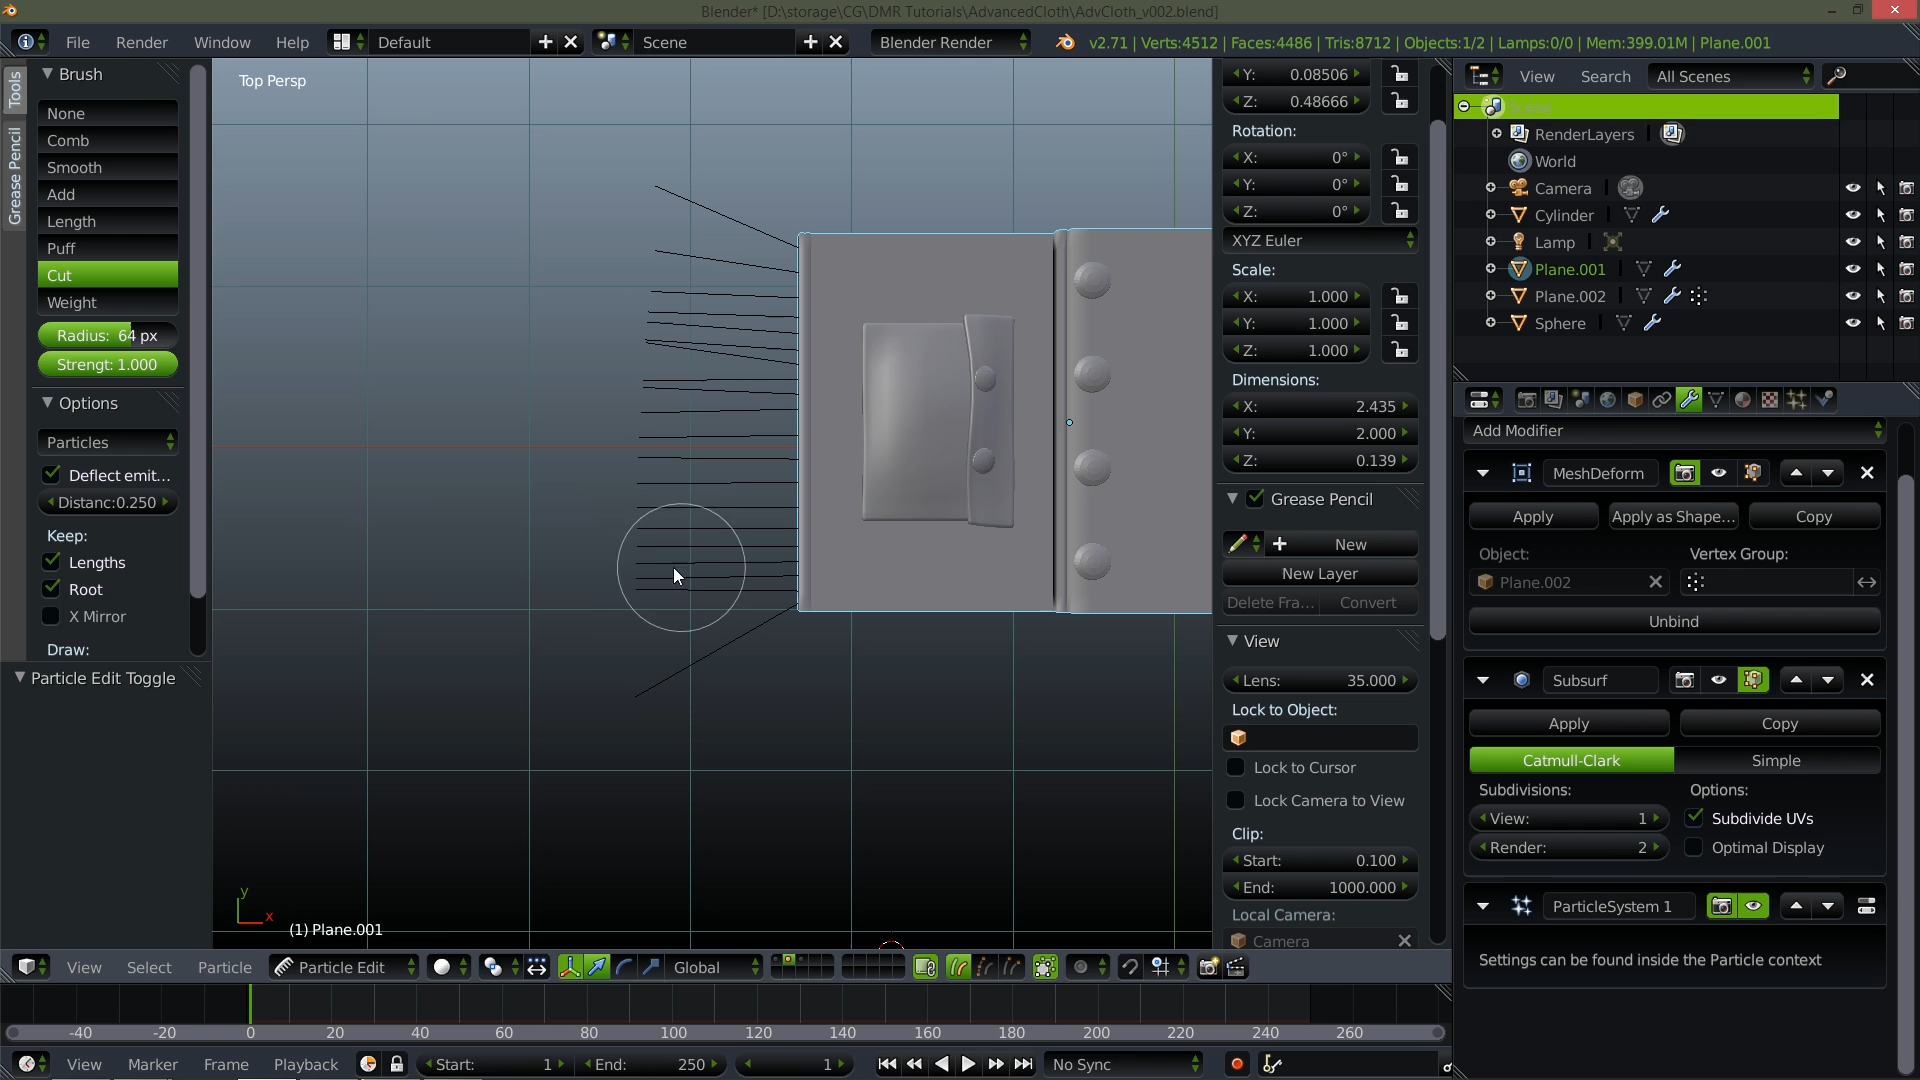 Blender* [D:\storage\CG\DMR Tutorials\AdvancedCloth\AdvCloth_v002.blend]
File Render Window Help Default Scene Blender Render v2.71 | Verts:4512 | Faces:4486 | Tris:8712 | Objects:1/2 | Lamps:0/0 | Mem:399.01M | Plane.001
Tools
Grease Pencil
Brush
None
Comb
Smooth
Add
Length
Puff
Cut
Weight
Radius: 64 px
Strengt: 1.000
Options
Particles
Deflect emit...
Distanc:0.250
Keep:
Lengths
Root
X Mirror
Draw:
Particle Edit Toggle
Top Persp
y
x
(1) Plane.001
Y: 0.08506
Z: 0.48666
Rotation:
X: 0°
Y: 0°
Z: 0°
XYZ Euler
Scale:
X: 1.000
Y: 1.000
Z: 1.000
Dimensions:
X: 2.435
Y: 2.000
Z: 0.139
Grease Pencil
New
New Layer
Delete Fra... Convert
View
Lens: 35.000
Lock to Object:
Lock to Cursor
Lock Camera to View
Clip:
Start: 0.100
End: 1000.000
Local Camera:
Camera
View Search All Scenes
RenderLayers
World
Camera
Cylinder
Lamp
Plane.001
Plane.002
Sphere
Add Modifier
MeshDeform
Apply Apply as Shape... Copy
Object: Vertex Group:
Plane.002
Unbind
Subsurf
Apply Copy
Catmull-Clark Simple
Subdivisions: Options:
View: 1 Subdivide UVs
Render: 2 Optimal Display
ParticleSystem 1
Settings can be found inside the Particle context
View Select Particle Particle Edit Global
-40 -20 0 20 40 60 80 100 120 140 160 180 200 220 240 260
View Marker Frame Playback Start: 1 End: 250 1 No Sync